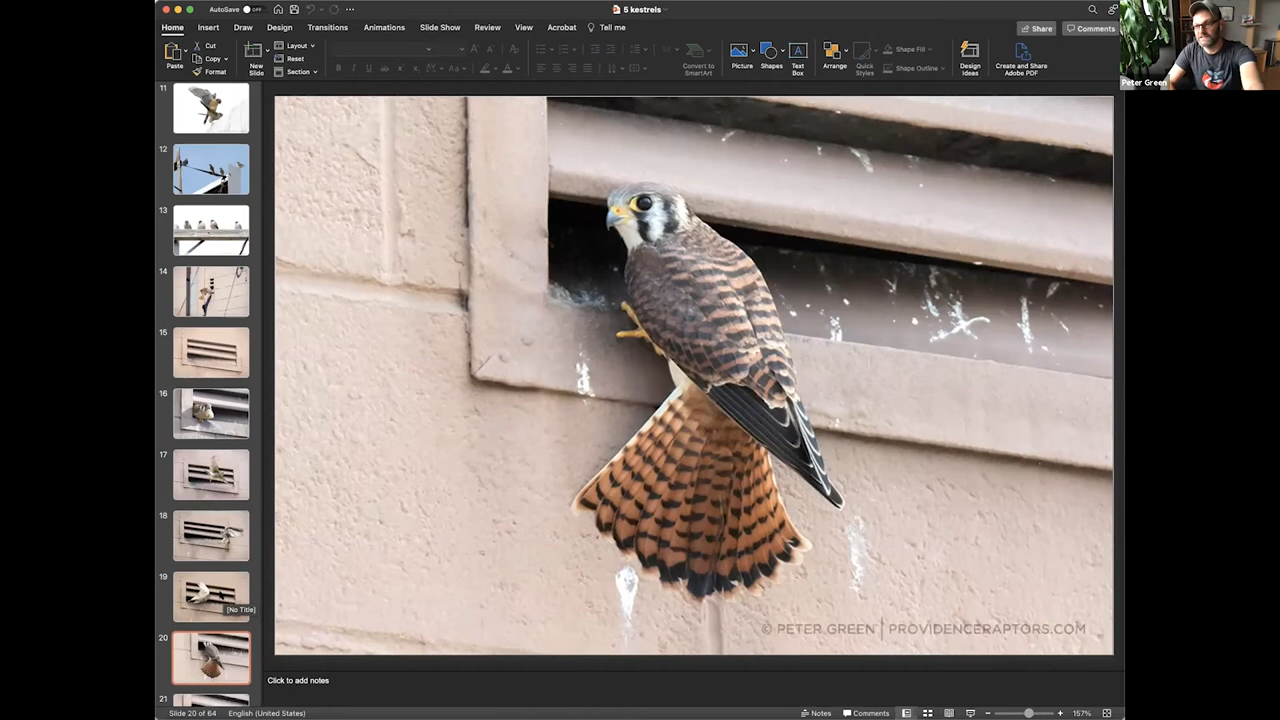 AutoSave OFF
5 kestrels
Home Insert Draw Design Transitions Animations Slide Show Review View Acrobat Tell me
Share Comments
Paste
Cut
Copy
Format
New Slide
Layout
Reset
Section
Convert to SmartArt
Picture
Shapes
Text Box
Arrange
Quick Styles
Shape Fill
Shape Outline
Design Ideas
Create and Share Adobe PDF
Peter Green
11
12
13
14
15
16
17
18
19
[No Title]
20
21
© PETER GREEN | PROVIDENCERAPTORS.COM
Click to add notes
Slide 20 of 64 English (United States) Notes Comments 157%